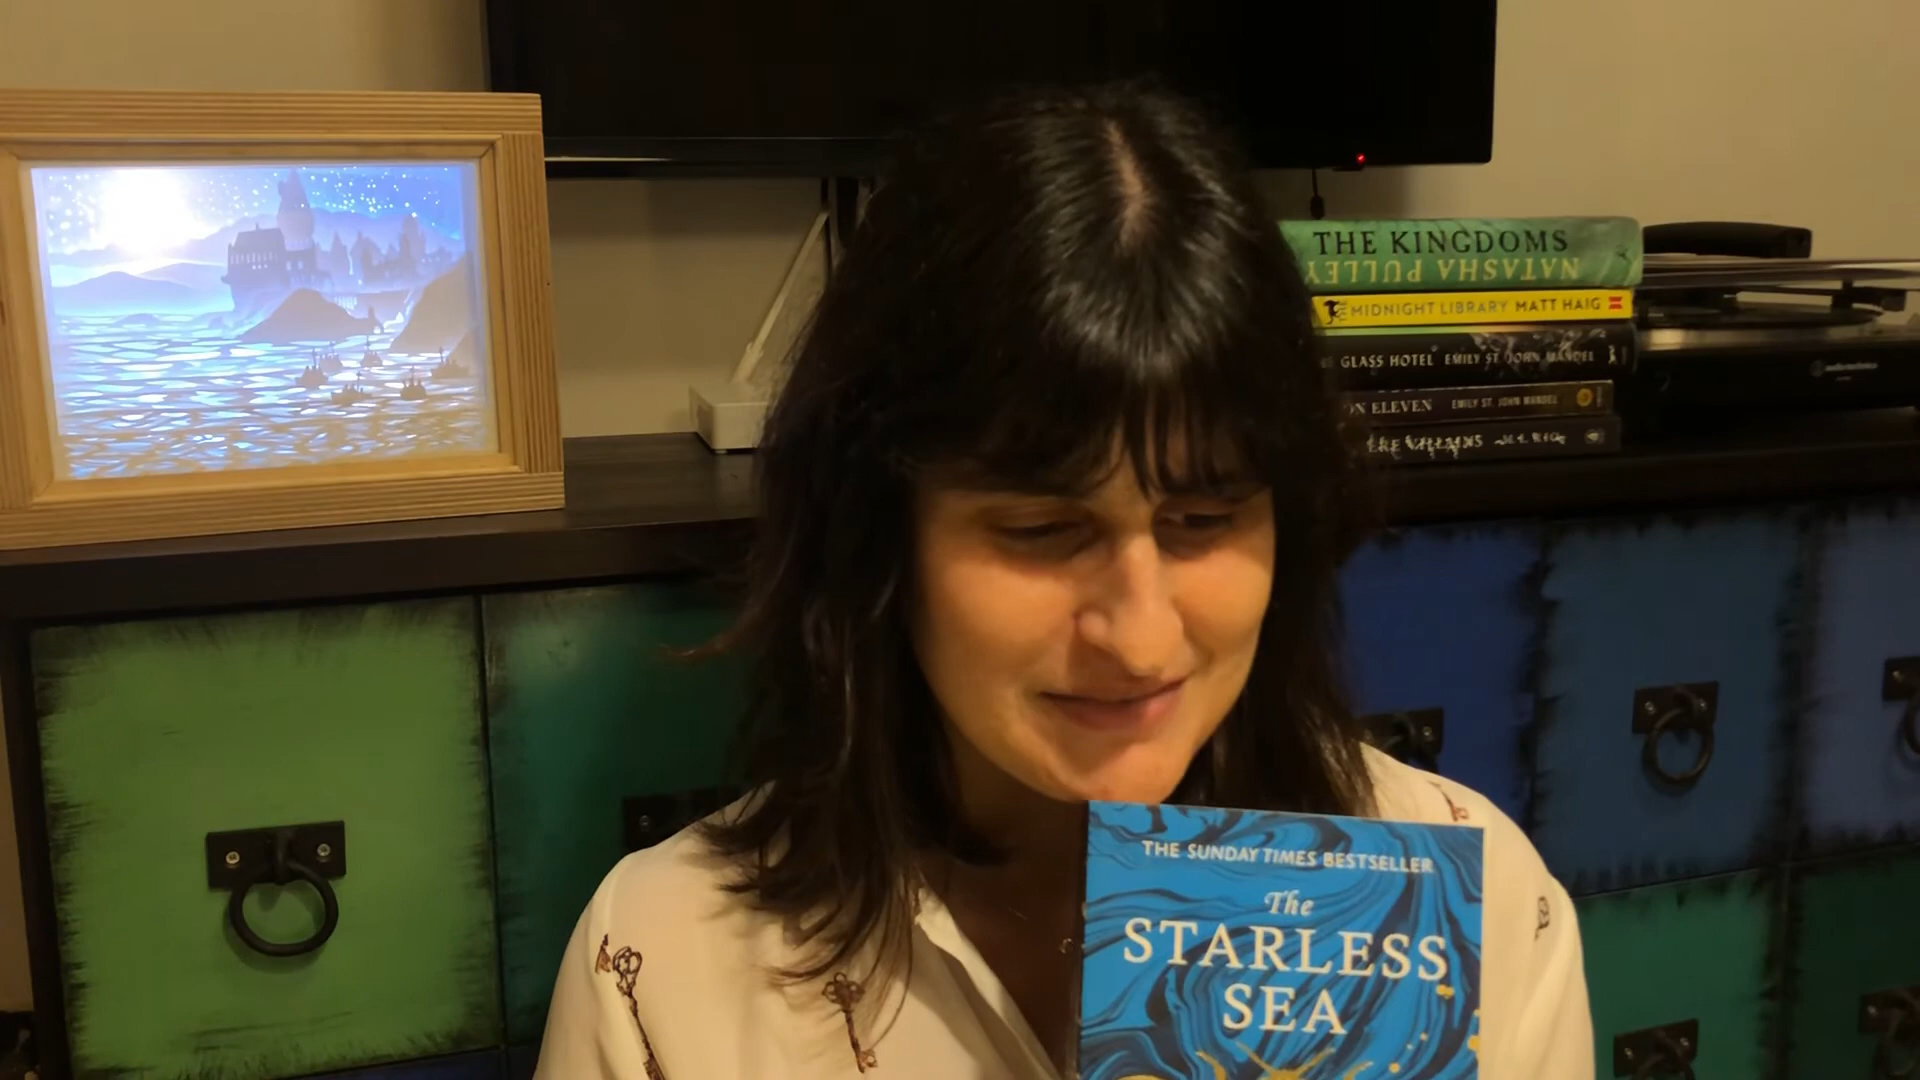 THE KINGDOMS
NATASHA PULLEY
MIDNIGHT LIBRARY MATT HAIG
GLASS HOTEL EMILY ST. JOHN MANDEL
ON ELEVEN EMILY ST. JOHN MANDEL
THE SUNDAY TIMES BESTSELLER
The
STARLESS
SEA